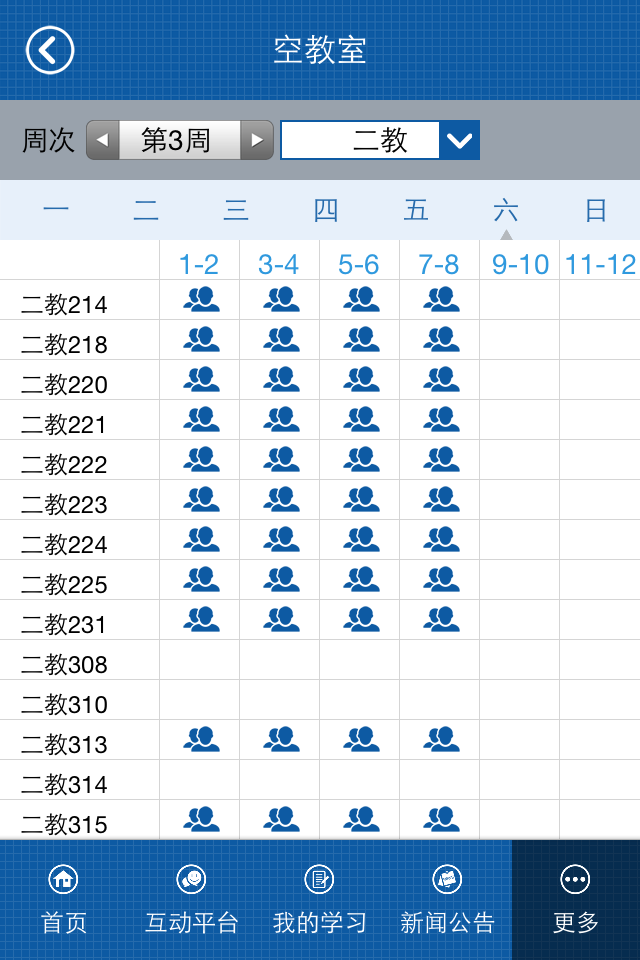 空教室
周次 第3周 二教
一 二 三 四 五 六 日
1-2 3-4 5-6 7-8 9-10 11-12
二教214
二教218
二教220
二教221
二教222
二教223
二教224
二教225
二教231
二教308
二教310
二教313
二教314
二教315
首页 互动平台 我的学习 新闻公告 更多